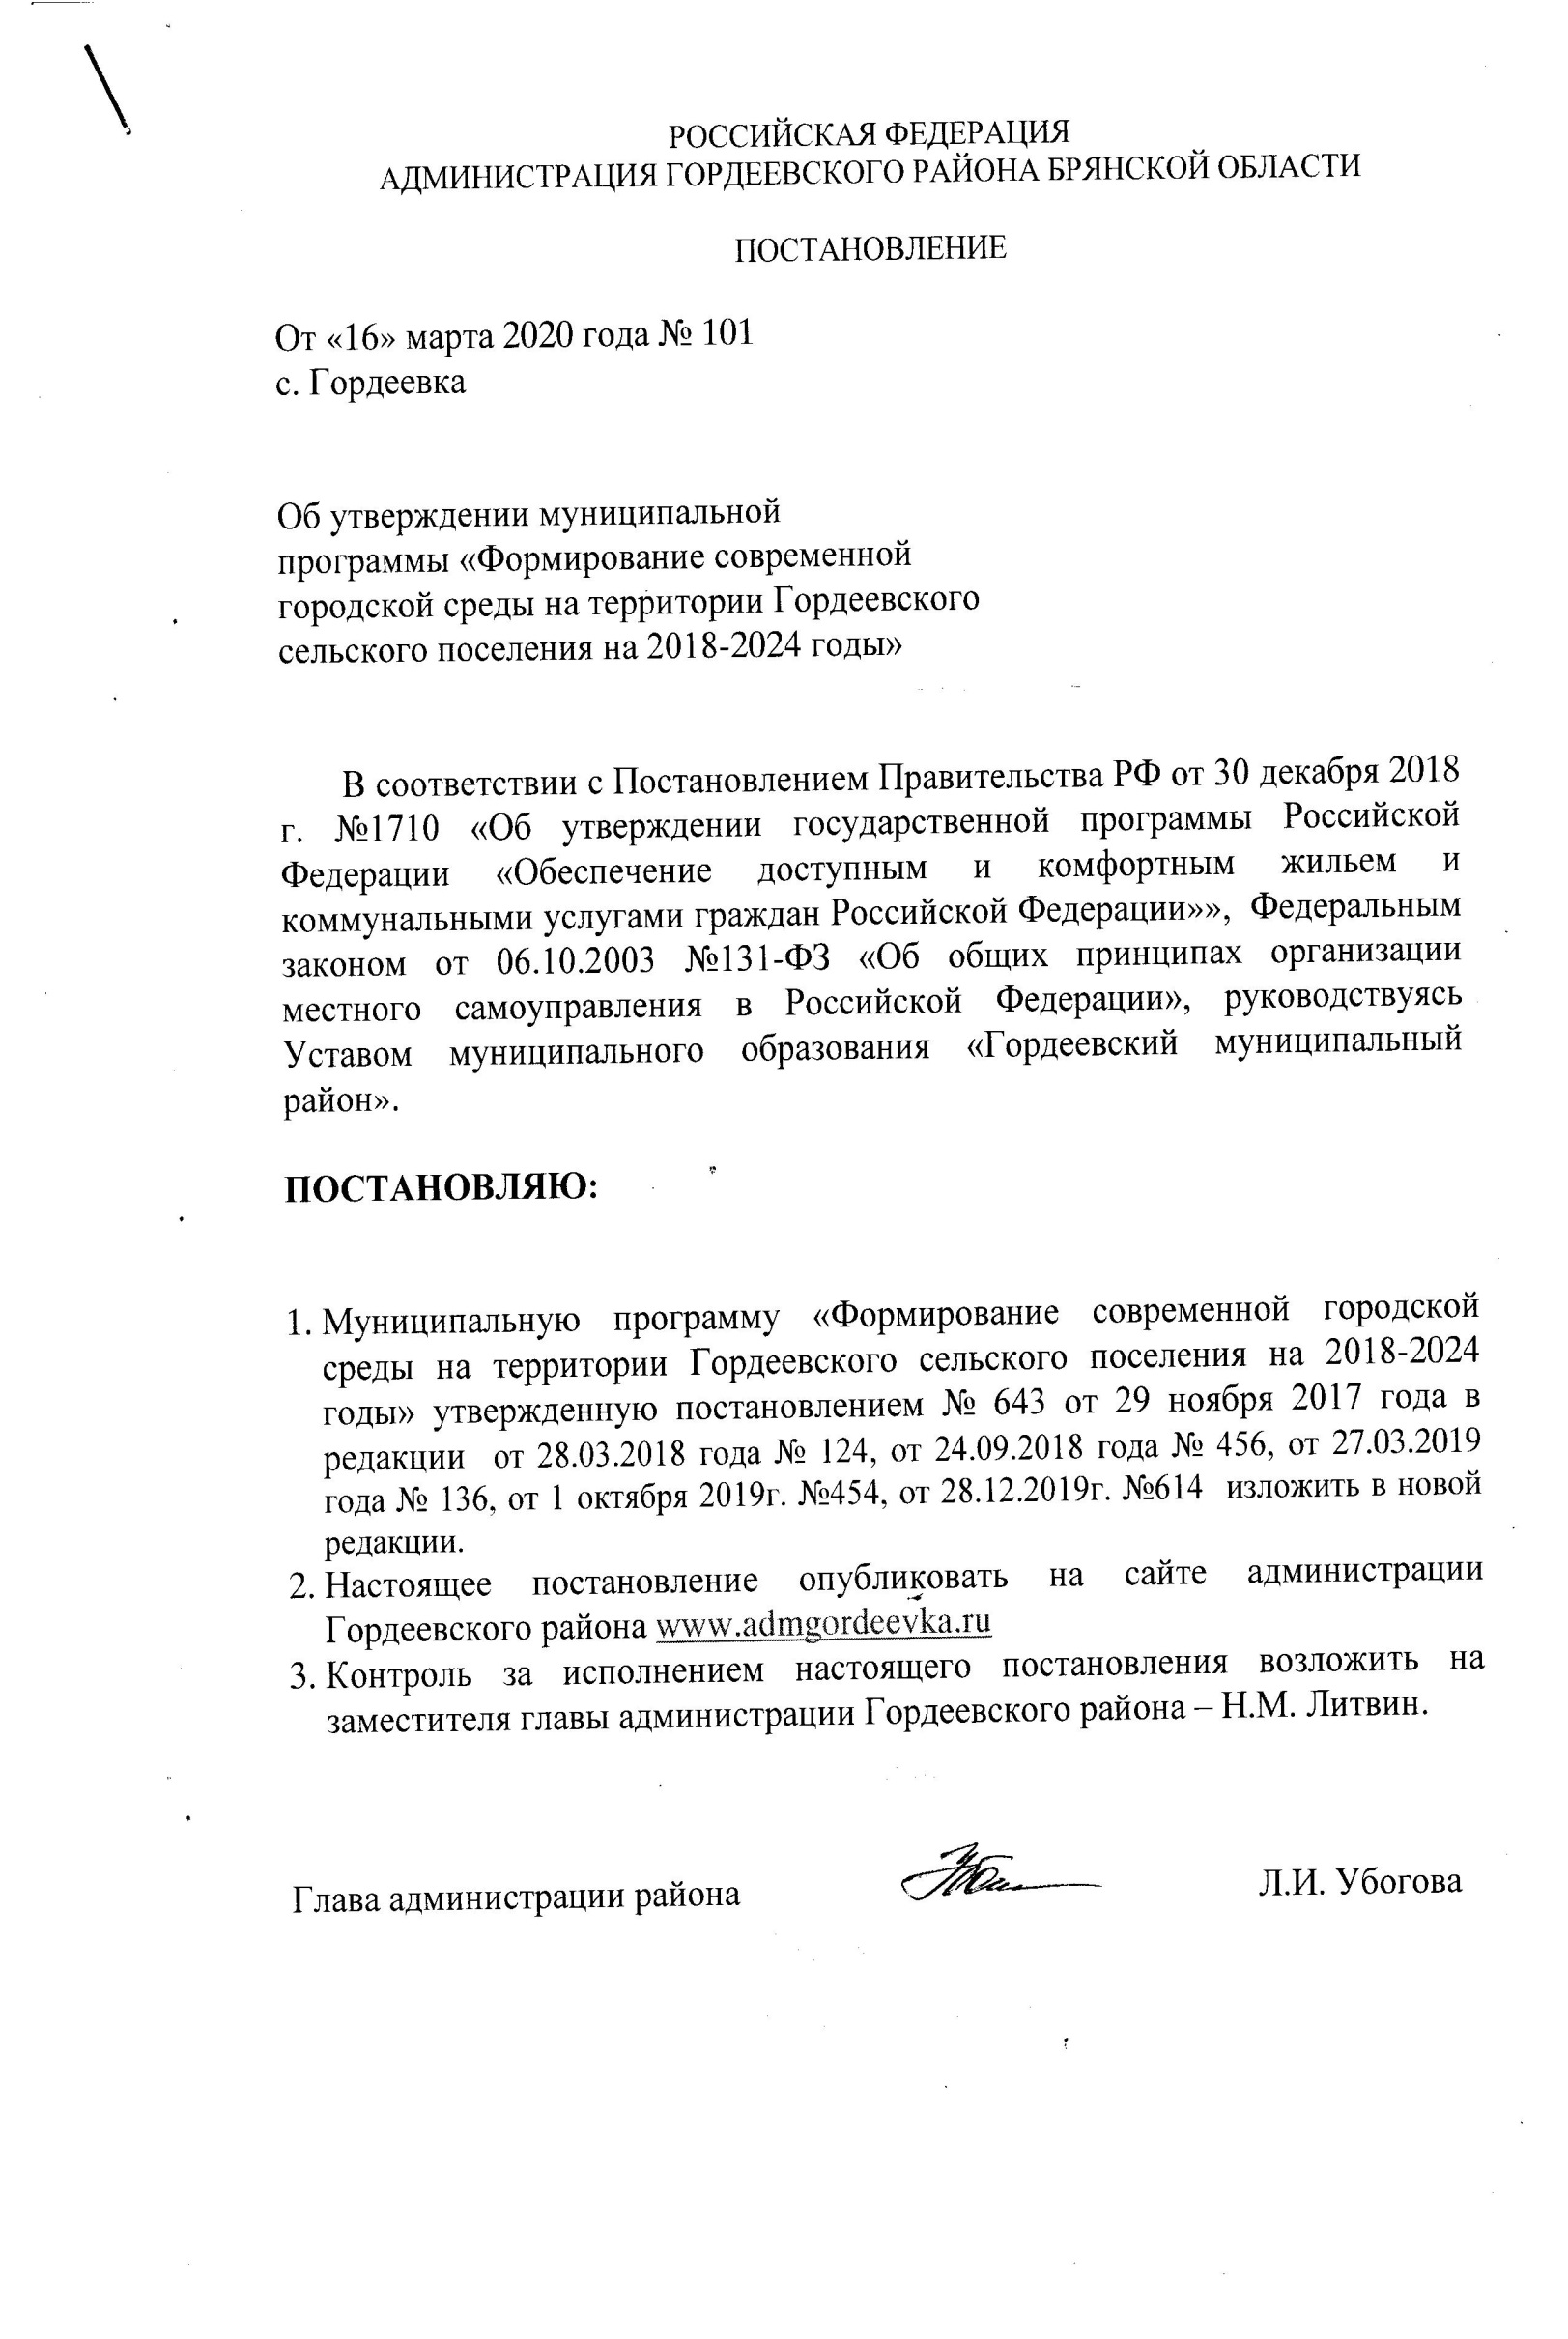 РОССИЙСКАЯ ФЕДЕРАЦИЯ
АДМИНИСТРАЦИЯ ГОРДЕЕВСКОГО РАЙОНА БРЯНСКОЙ ОБЛАСТИ
ПОСТАНОВЛЕНИЕ
От «16» марта 2020 года № 101
с. Гордеевка
Об утверждении муниципальной
программы «Формирование современной
городской среды на территории Гордеевского
сельского поселения на 2018-2024 годы»
В соответствии с Постановлением Правительства РФ от 30 декабря 2018
г. №1710 «Об утверждении государственной программы Российской
Федерации «Обеспечение доступным и комфортным жильем и
коммунальными услугами граждан Российской Федерации»», Федеральным
законом от 06.10.2003 №131-ФЗ «Об общих принципах организации
местного самоуправления в Российской Федерации», руководствуясь
Уставом муниципального образования «Гордеевский муниципальный
район».
ПОСТАНОВЛЯЮ:
1. Муниципальную программу «Формирование современной городской
среды на территории Гордеевского сельского поселения на 2018-2024
годы» утвержденную постановлением № 643 от 29 ноября 2017 года в
редакции от 28.03.2018 года № 124, от 24.09.2018 года № 456, от 27.03.2019
года № 136, от 1 октября 2019г. №454, от 28.12.2019г. №614 изложить в новой
редакции.
2. Настоящее постановление опубликовать на сайте администрации
Гордеевского района www.admgordeevka.ru
3. Контроль за исполнением настоящего постановления возложить на
заместителя главы администрации Гордеевского района – Н.М. Литвин.
Глава администрации района Л.И. Убогова